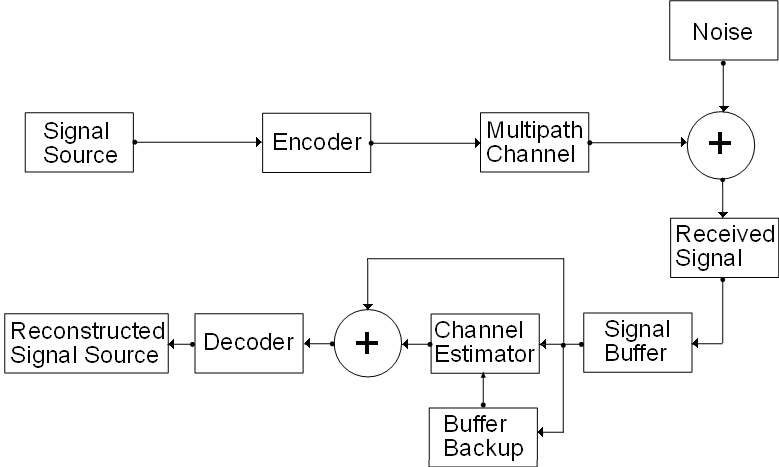 Noise
Signal
Source
Encoder
Multipath
Channel
+
Received
Signal
Reconstructed
Signal Source
Decoder
+
Channel
Estimator
Signal
Buffer
Buffer
Backup